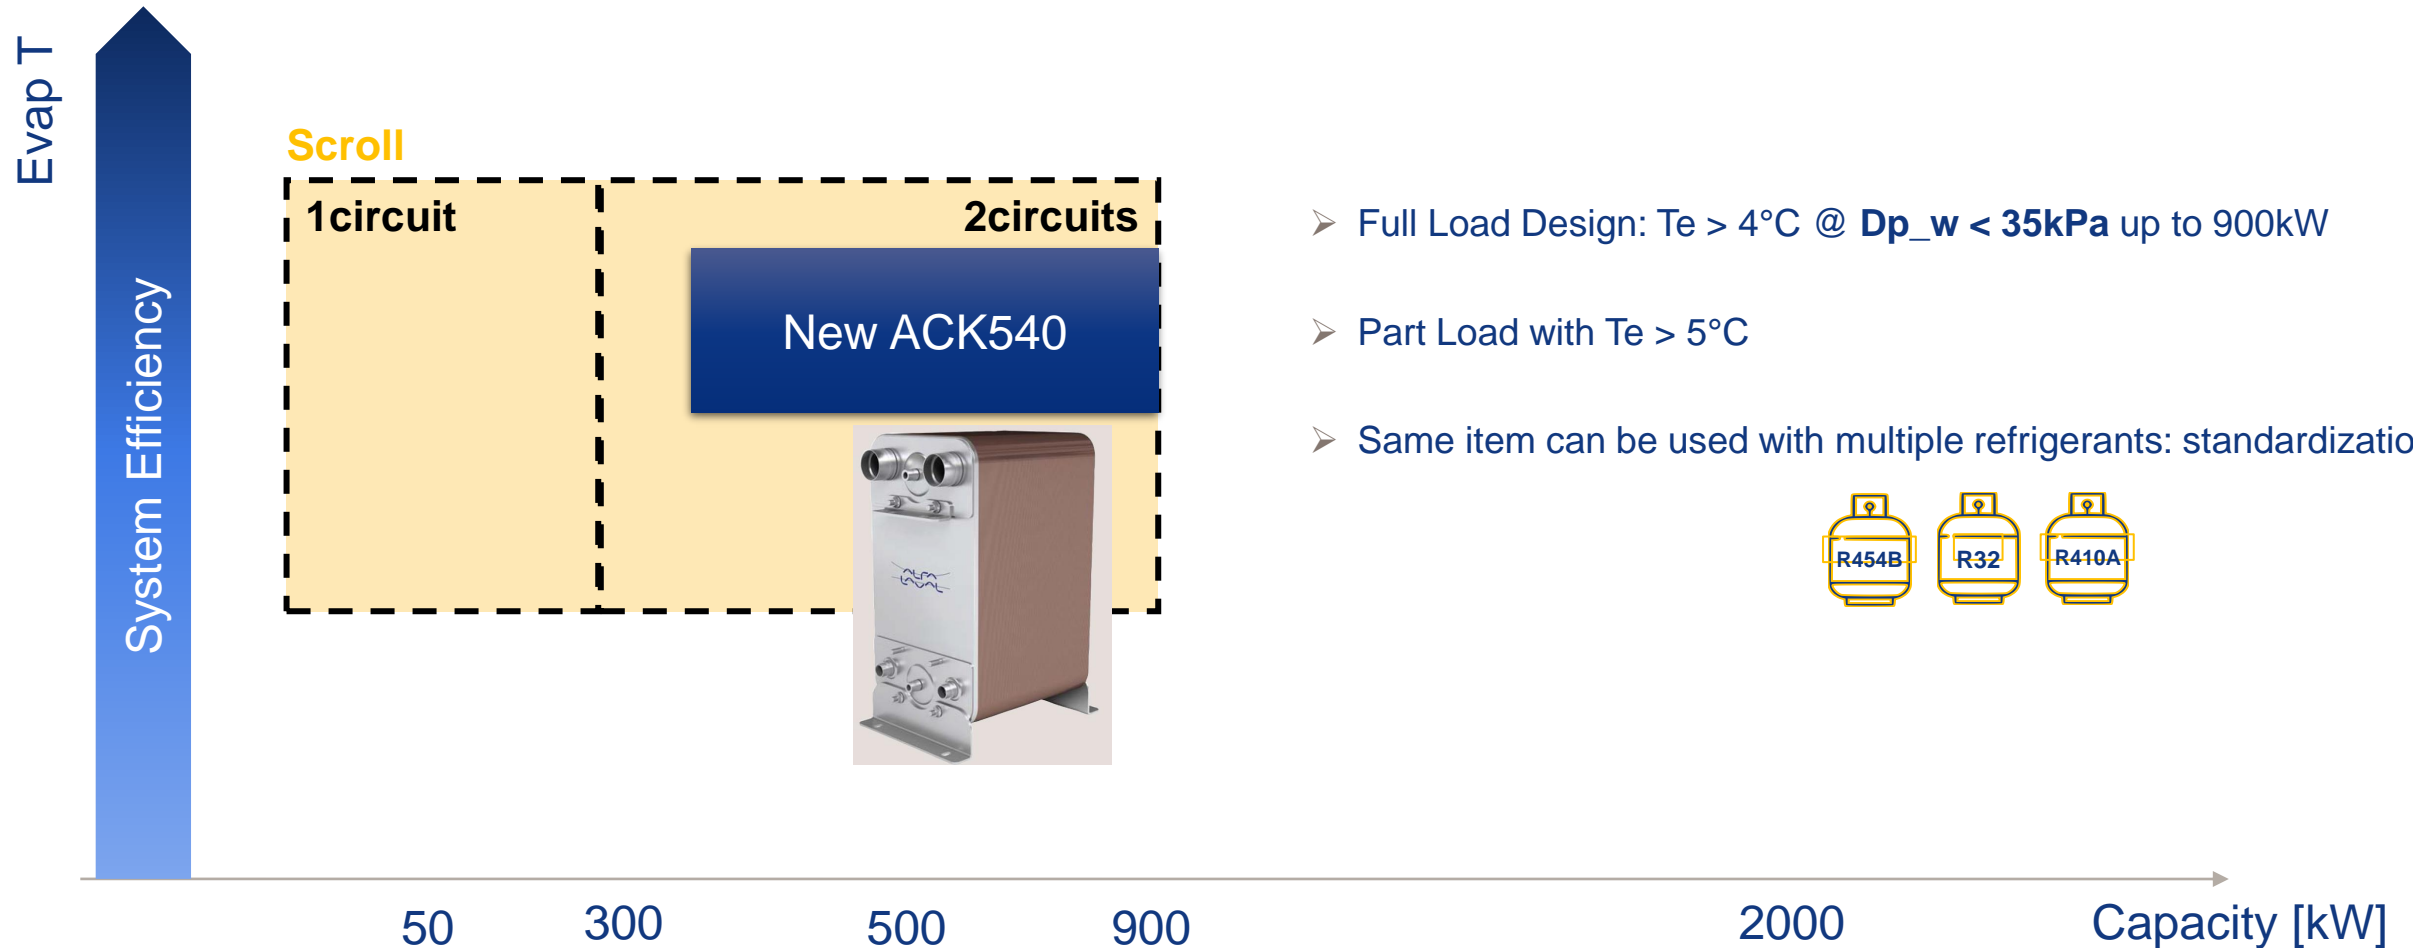 Evap T
System Efficiency
Scroll
1circuit
2circuits
New ACK540
ALFA
LAVAL
➢ Full Load Design: Te > 4°C @ Dp_w < 35kPa up to 900kW
➢ Part Load with Te > 5°C
➢ Same item can be used with multiple refrigerants: standardizatio
R454B
R32
R410A
50
300
500
900
2000
Capacity [kW]